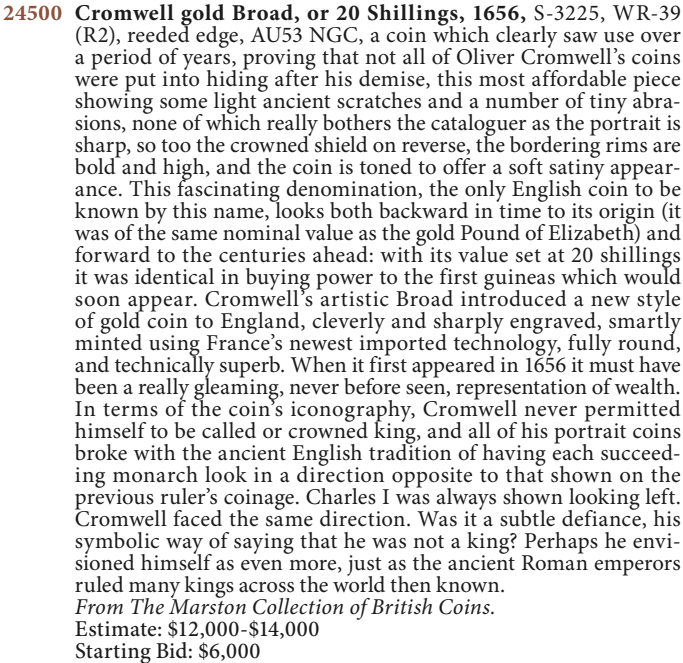 24500 Cromwell gold Broad, or 20 Shillings, 1656, S-3225, WR-39
(R2), reeded edge, AU53 NGC, a coin which clearly saw use over
a period of years, proving that not all of Oliver Cromwell's coins
were put into hiding after his demise, this most affordable piece
showing some light ancient scratches and a number of tiny abra-
sions, none of which really bothers the cataloguer as the portrait is
sharp, so too the crowned shield on reverse, the bordering rims are
bold and high, and the coin is toned to offer a soft satiny appear-
ance. This fascinating denomination, the only English coin to be
known by this name, looks both backward in time to its origin (it
was of the same nominal value as the gold Pound of Elizabeth) and
forward to the centuries ahead: with its value set at 20 shillings
it was identical in buying power to the first guineas which would
soon appear. Cromwell's artistic Broad introduced a new style
of gold coin to England, cleverly and sharply engraved, smartly
minted using France's newest imported technology, fully round,
and technically superb. When it first appeared in 1656 it must have
been a really gleaming, never before seen, representation of wealth.
In terms of the coin's iconography, Cromwell never permitted
himself to be called or crowned king, and all of his portrait coins
broke with the ancient English tradition of having each succeed-
ing monarch look in a direction opposite to that shown on the
previous ruler's coinage. Charles I was always shown looking left.
Cromwell faced the same direction. Was it a subtle defiance, his
symbolic way of saying that he was not a king? Perhaps he envi-
sioned himself as even more, just as the ancient Roman emperors
ruled many kings across the world then known.
From The Marston Collection of British Coins.
Estimate: $12,000-$14,000
Starting Bid: $6,000